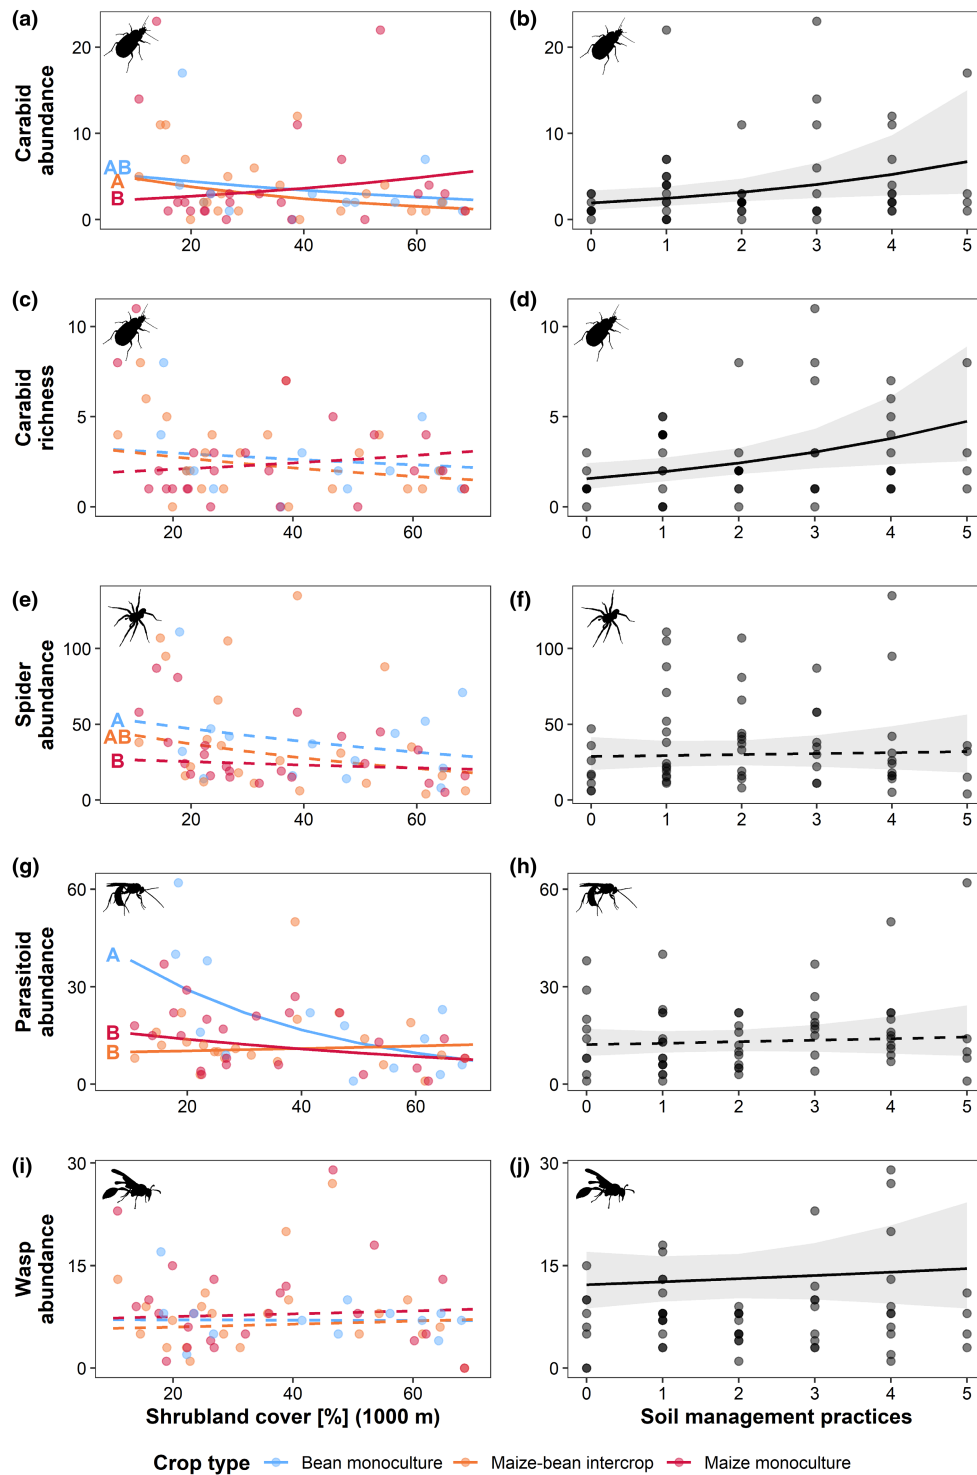 (a)
(b)
Carabid
abundance
20
10
0
AB
A
B
20
40
60
20
10
0
0
1
2
3
4
5
(c)
(d)
Carabid
richness
10
5
0
20
40
60
10
5
0
0
1
2
3
4
5
(e)
(f)
Spider
abundance
100
50
0
A
AB
B
20
40
60
100
50
0
0
1
2
3
4
5
(g)
(h)
Parasitoid
abundance
60
30
0
A
B
B
20
40
60
60
30
0
0
1
2
3
4
5
(i)
(j)
Wasp
abundance
30
15
0
20
40
60
Shrubland cover [%] (1000 m)
30
15
0
0
1
2
3
4
5
Soil management practices
Crop type Bean monoculture Maize-bean intercrop Maize monoculture